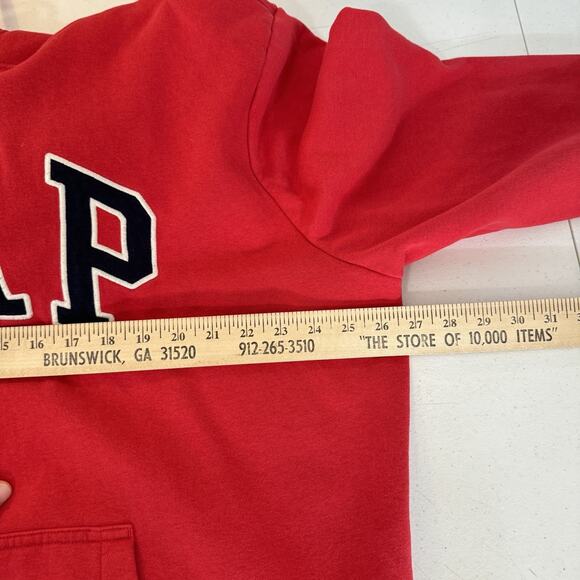 AP
15 16 17 18 19 20 21 22 23 24 25 26 27 28 29 30 31
BRUNSWICK, GA 31520 912-265-3510 "THE STORE OF 10,000 ITEMS"